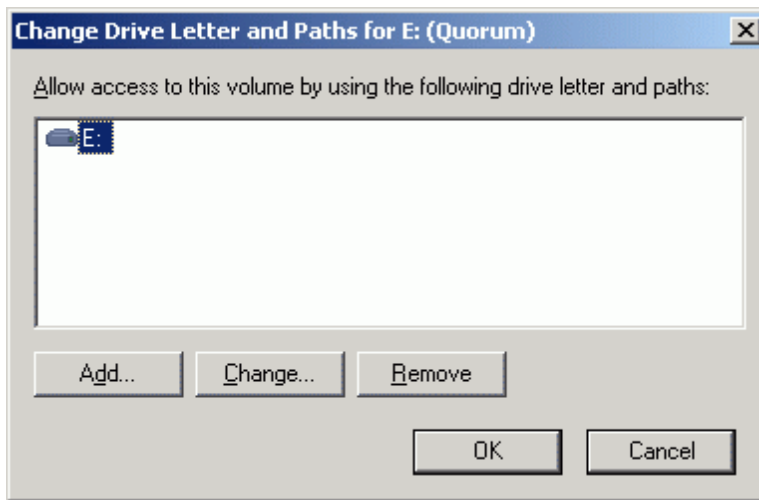 Change Drive Letter and Paths for E: (Quorum)
Allow access to this volume by using the following drive letter and paths:
E:
Add... Change... Remove
OK Cancel